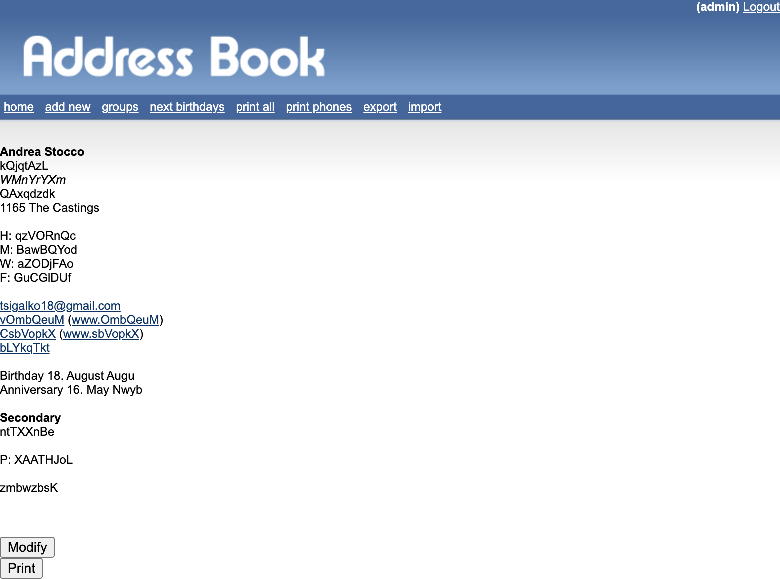 (admin) Logout
Address Book
home add new groups next birthdays print all print phones export import
Andrea Stocco
kQjqtAzL
WMnYrYXm
QAxqdzdk
1165 The Castings
H: qzVORnQc
M: BawBQYod
W: aZODjFAo
F: GuCGlDUf
tsigalko18@gmail.com
vOmbQeuM (www.OmbQeuM)
CsbVopkX (www.sbVopkX)
bLYkqTkt
Birthday 18. August Augu
Anniversary 16. May Nwyb
Secondary
ntTXXnBe
P: XAATHJoL
zmbwzbsK
Modify
Print